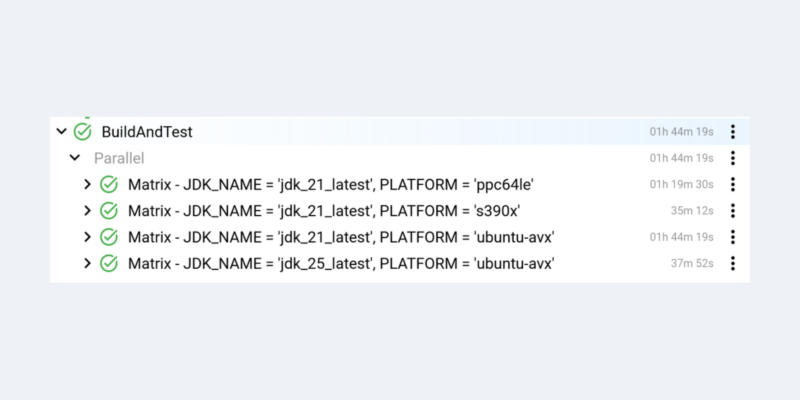 BuildAndTest 01h 44m 19s
Parallel 01h 44m 19s
Matrix - JDK_NAME = 'jdk_21_latest', PLATFORM = 'ppc64le' 01h 19m 30s
Matrix - JDK_NAME = 'jdk_21_latest', PLATFORM = 's390x' 35m 12s
Matrix - JDK_NAME = 'jdk_21_latest', PLATFORM = 'ubuntu-avx' 01h 44m 19s
Matrix - JDK_NAME = 'jdk_25_latest', PLATFORM = 'ubuntu-avx' 37m 52s